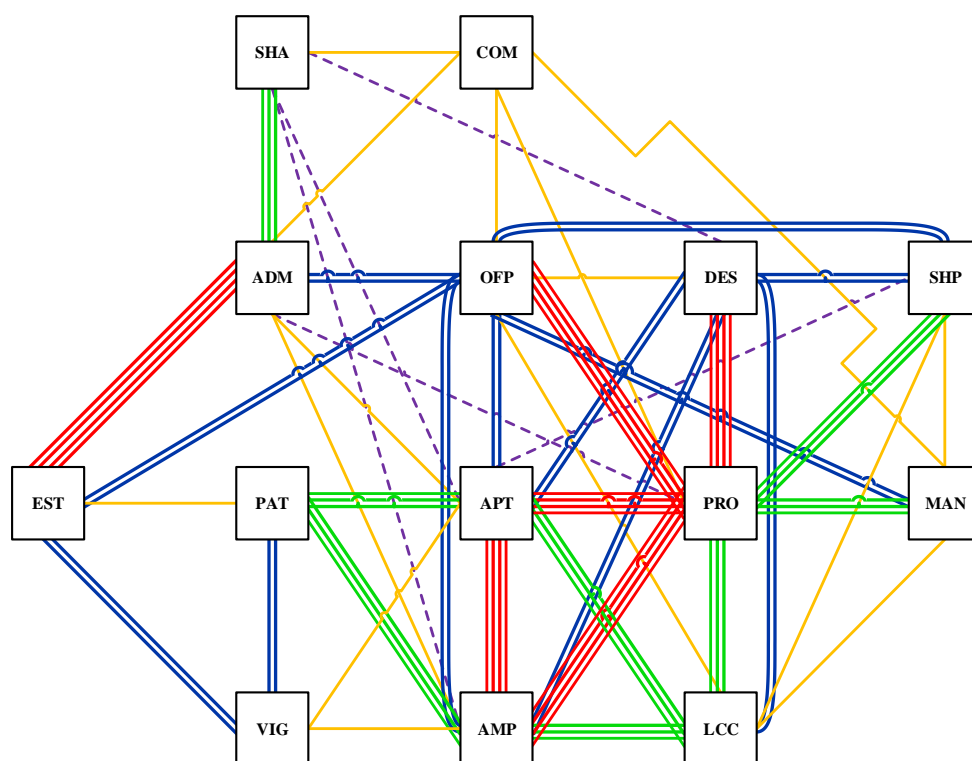 SHA
COM
ADM
OFP
DES
SHP
EST
PAT
APT
PRO
MAN
VIG
AMP
LCC